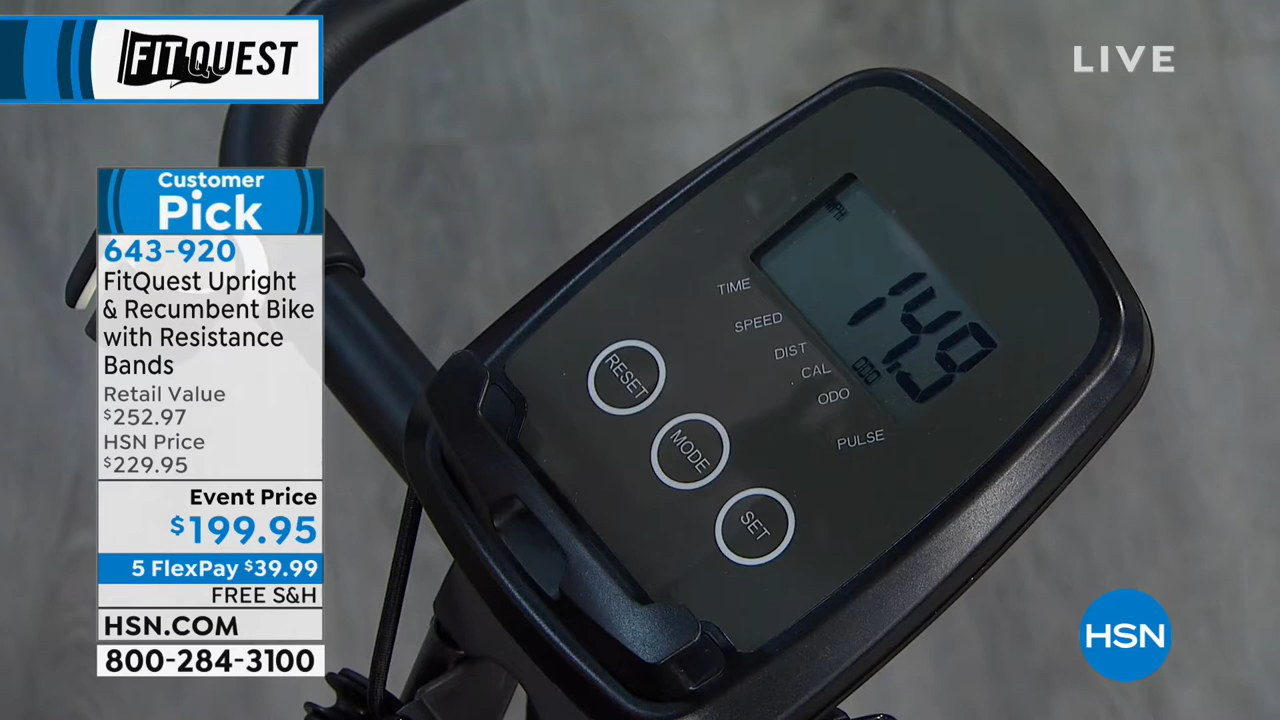 FITQUEST
LIVE
Customer
Pick
643-920
FitQuest Upright
& Recumbent Bike
with Resistance
Bands
Retail Value
$252.97
HSN Price
$229.95
Event Price
$199.95
5 FlexPay $39.99
FREE S&H
HSN.COM
800-284-3100
MPH
14.9
000
TIME
SPEED
DIST
CAL
ODO
PULSE
RESET
MODE
SET
HSN